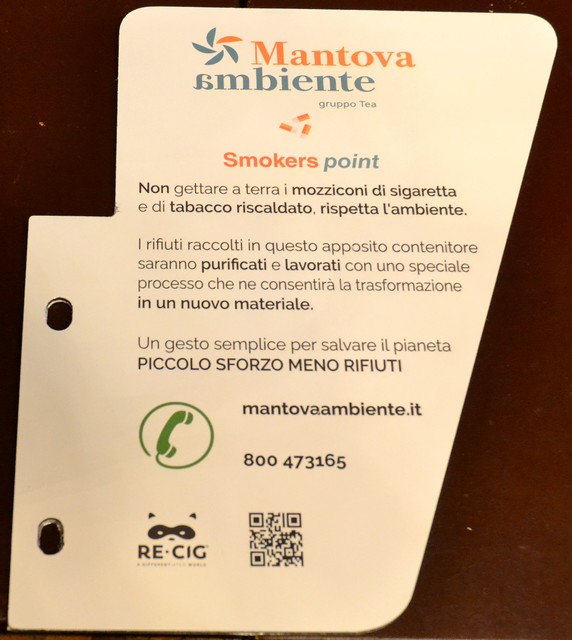 Mantova
ambiente
gruppo Tea
Smokers point
Non gettare a terra i mozziconi di sigaretta
e di tabacco riscaldato, rispetta l'ambiente.
I rifiuti raccolti in questo apposito contenitore
saranno purificati e lavorati con uno speciale
processo che ne consentirà la trasformazione
in un nuovo materiale.
Un gesto semplice per salvare il pianeta
PICCOLO SFORZO MENO RIFIUTI
mantovaambiente.it
800 473165
RE•CIG
A DIFFERENT WORLD